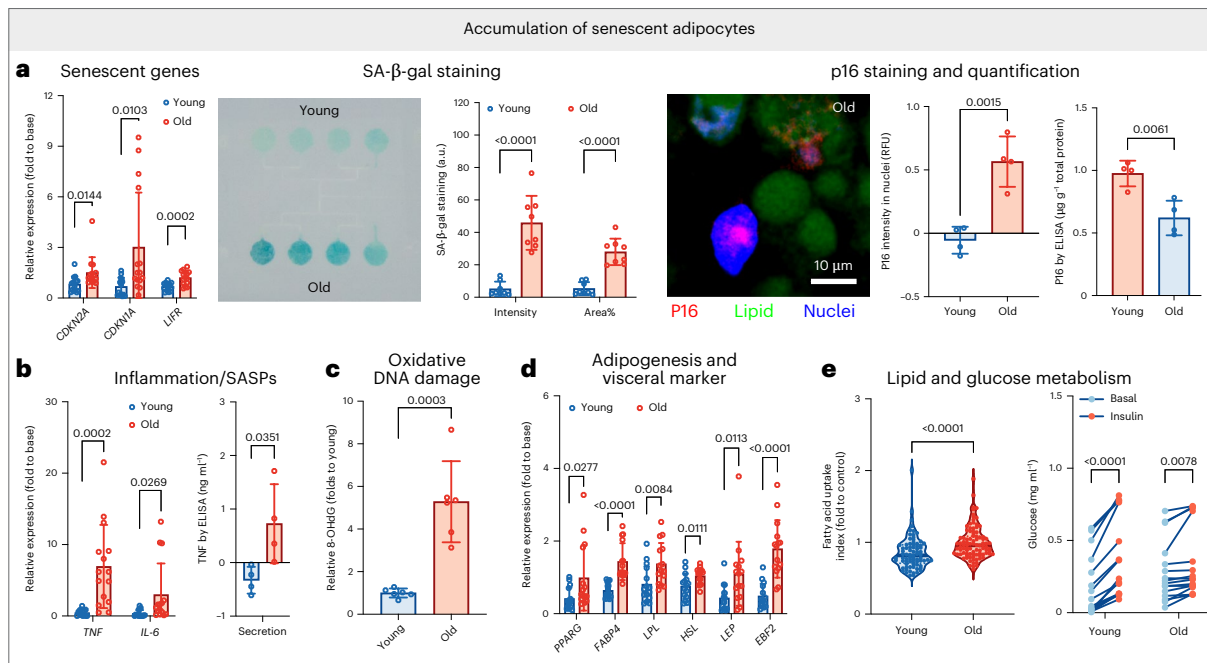 Accumulation of senescent adipocytes
a
Senescent genes
SA-β-gal staining
p16 staining and quantification
Relative expression (fold to base)
12
9
6
3
0
Young
Old
0.0144
0.0103
0.0002
CDKN2A
CDKN1A
LIFR
Young
Old
SA-β-gal staining (a.u.)
120
100
80
60
40
20
0
Young
Old
<0.0001
<0.0001
Intensity
Area%
Old
10 μm
P16
Lipid
Nuclei
P16 intensity in nuclei (RFU)
1.0
0.5
0
−0.5
0.0015
Young
Old
P16 by ELISA (μg g⁻¹ total protein)
1.5
1.0
0.5
0
0.0061
Young
Old
b
Inflammation/SASPs
Relative expression (fold to base)
30
20
10
0
Young
Old
0.0002
0.0269
TNF
IL-6
TNF by ELISA (ng ml⁻¹)
3
2
1
0
−1
0.0351
Secretion
c
Oxidative
DNA damage
Relative 8-OHdG (folds to young)
10
8
6
4
2
0
0.0003
Young
Old
d
Adipogenesis and
visceral marker
Relative expression (fold to base)
6
4
2
0
Young
Old
0.0277
<0.0001
0.0084
0.0111
0.0113
<0.0001
PPARG
FABP4
LPL
HSL
LEP
EBF2
e
Lipid and glucose metabolism
Fatty acid uptake
index (fold to control)
3
2
1
0
<0.0001
Young
Old
Glucose (mg ml⁻¹)
1.5
1.0
0.5
0
Basal
Insulin
<0.0001
0.0078
Young
Old